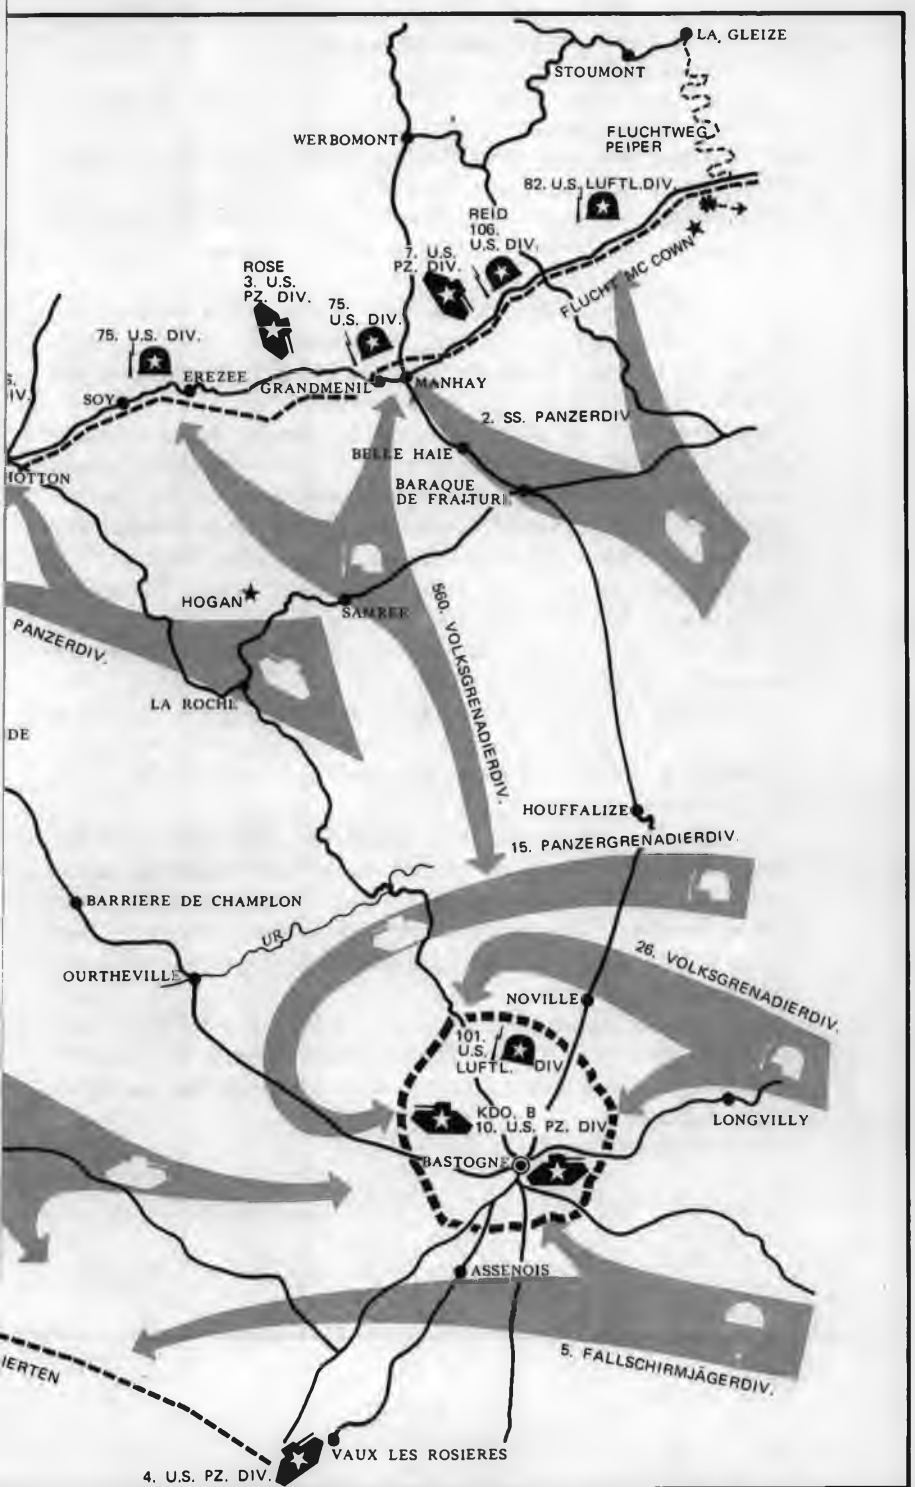 LA GLEIZE
STOUMONT
WERBOMONT
FLUCHTWEG
PEIPER
82. U.S. LUFTL.DIV.
REID
106.
U.S. DIV.
7. U.S.
PZ. DIV.
FLUCHT MC COWN
ROSE
3. U.S.
PZ. DIV.
75.
U.S. DIV.
75. U.S. DIV.
EREZEE
GRANDMENIL
MANHAY
SOY
2. SS. PANZERDIV
BELLE HAIE
HOTTON
BARAQUE
DE FRAITURE
HOGAN
SAMREE
560. VOLKSGRENADIERDIV.
PANZERDIV.
LA ROCHE
DE
HOUFFALIZE
15. PANZERGRENADIERDIV.
BARRIERE DE CHAMPLON
UR
OURTHEVILLE
26. VOLKSGRENADIERDIV.
NOVILLE
101.
U.S.
LUFTL. DIV
KDO. B
10. U.S. PZ. DIV
LONGVILLY
BASTOGNE
ASSENOIS
5. FALLSCHIRMJÄGERDIV.
IERTEN
VAUX LES ROSIERES
4. U.S. PZ. DIV.